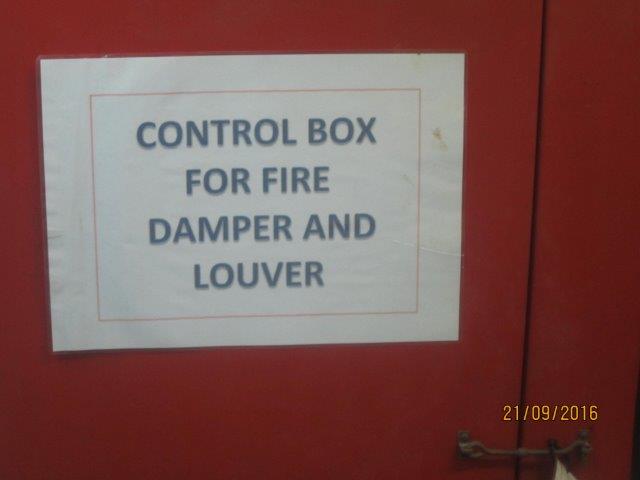 CONTROL BOX
FOR FIRE
DAMPER AND
LOUVER
21/09/2016